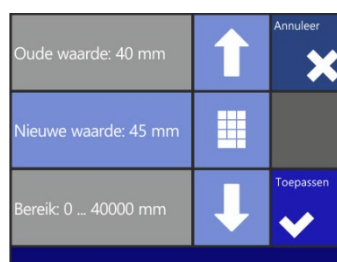 Oude waarde: 40 mm
Annuleer
Nieuwe waarde: 45 mm
Bereik: 0 ... 40000 mm
Toepassen